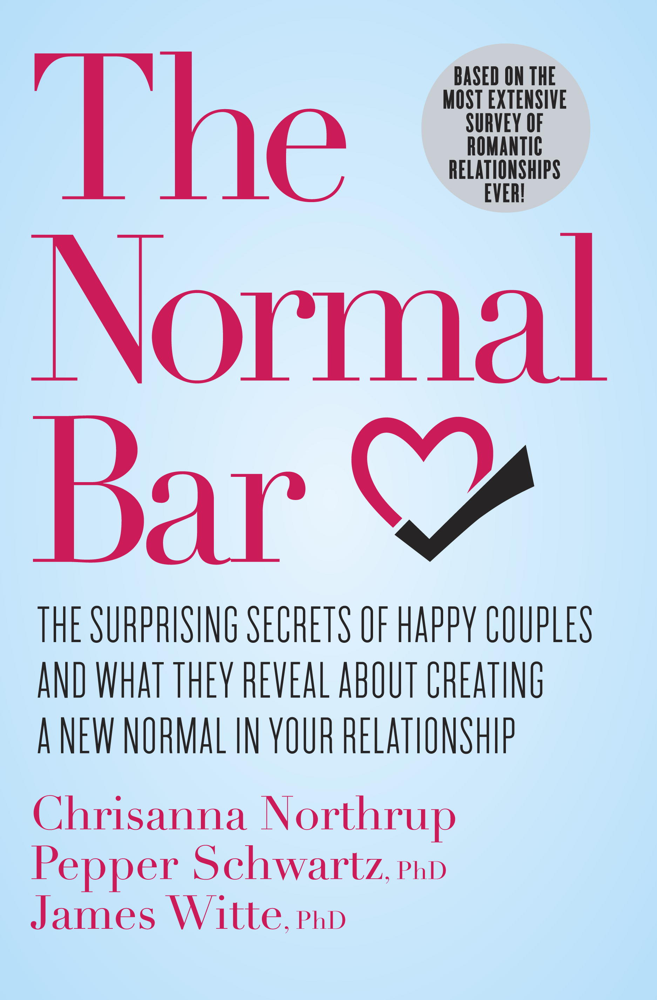 The
BASED ON THE
MOST EXTENSIVE
SURVEY OF
ROMANTIC
RELATIONSHIPS
EVER!
Normal
Bar
THE SURPRISING SECRETS OF HAPPY COUPLES
AND WHAT THEY REVEAL ABOUT CREATING
A NEW NORMAL IN YOUR RELATIONSHIP
Chrisanna Northrup
Pepper Schwartz, PhD
James Witte, PhD